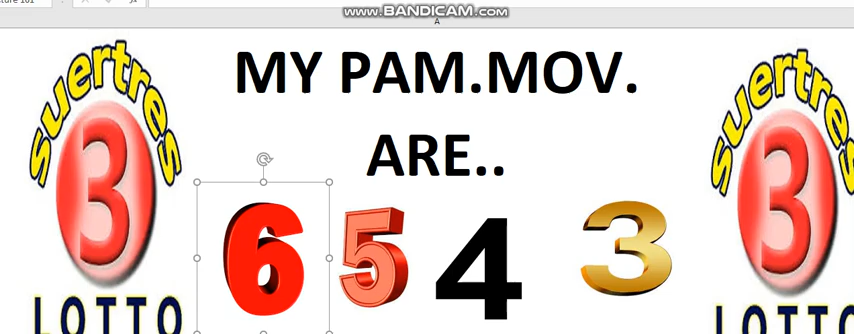 www.BANDICAM.com
A
MY PAM.MOV.
ARE..
suertres suertres
3 6 5 4 3 3
LOTTO LOTTO